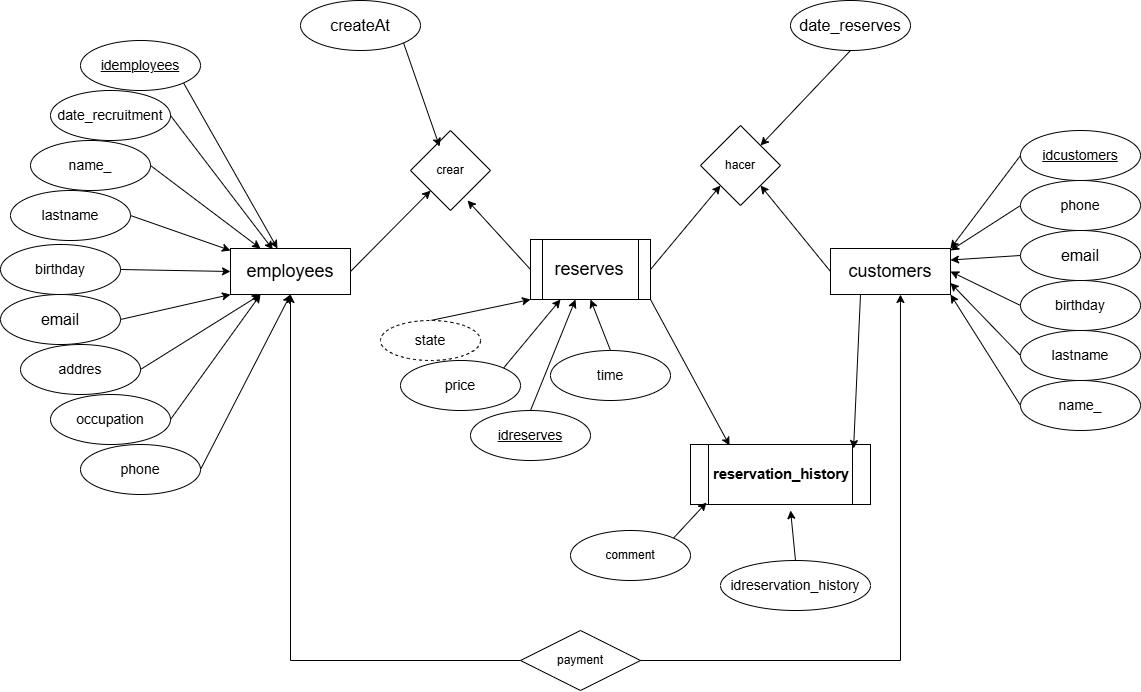 createAt
date_reserves
idemployees
date_recruitment
name_
lastname
birthday
email
addres
occupation
phone
employees
crear
hacer
reserves
customers
idcustomers
phone
email
birthday
lastname
name_
state
price
time
idreserves
reservation_history
comment
idreservation_history
payment